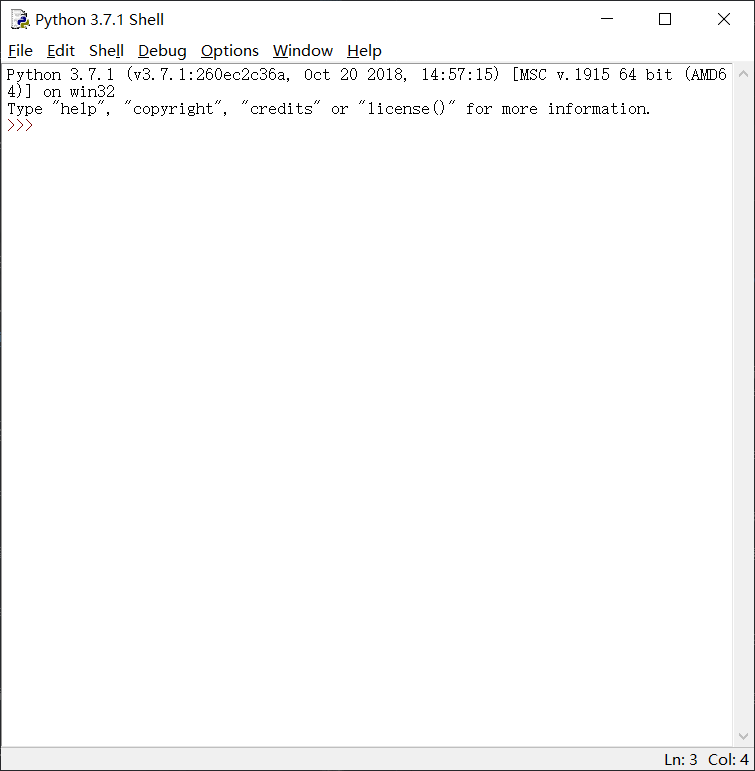 Python 3.7.1 Shell
File Edit Shell Debug Options Window Help
Python 3.7.1 (v3.7.1:260ec2c36a, Oct 20 2018, 14:57:15) [MSC v.1915 64 bit (AMD6
4)] on win32
Type "help", "copyright", "credits" or "license()" for more information.
>>>
Ln: 3 Col: 4